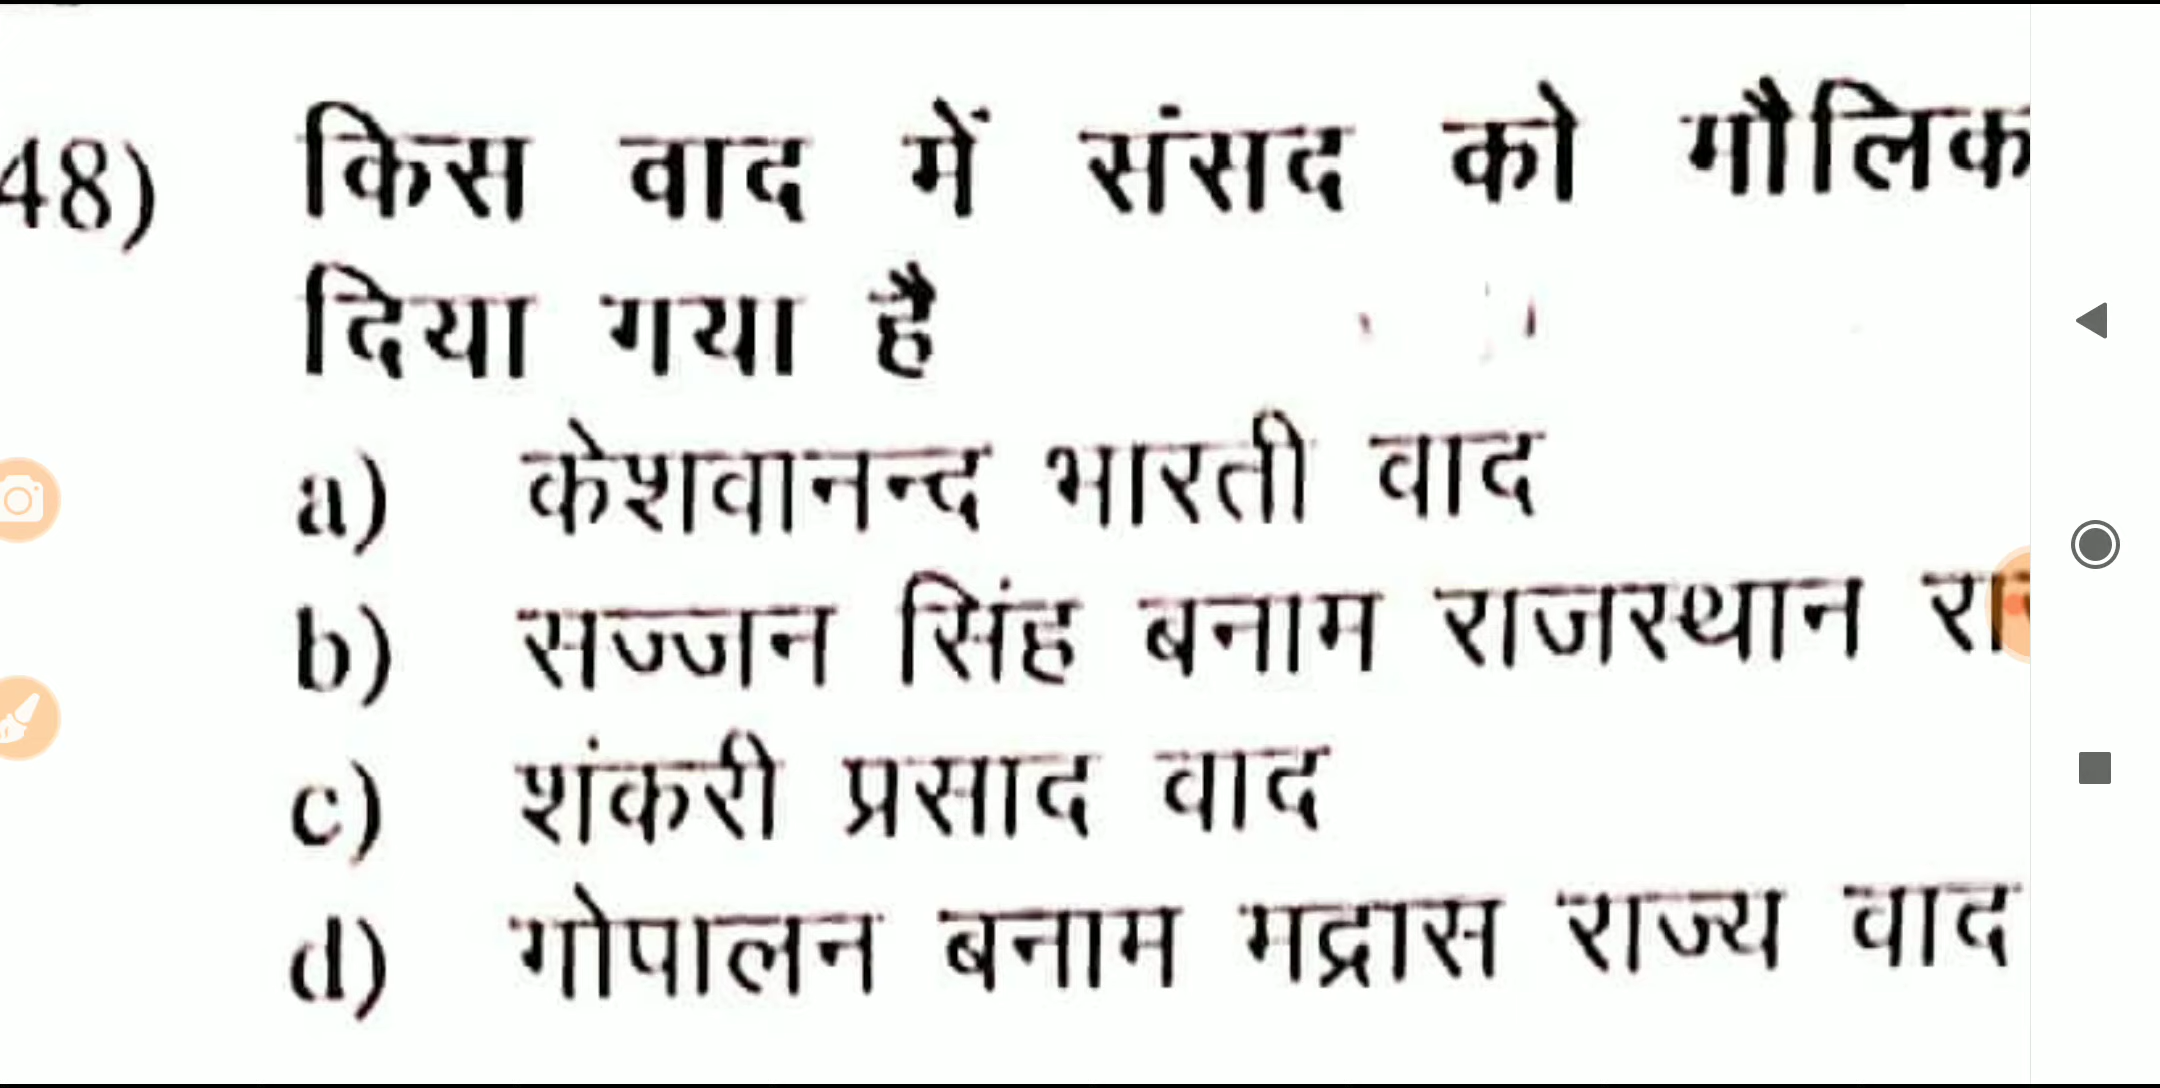 48) किस वाद में संसद को मौलिक
दिया गया है
a) केशवानन्द भारती वाद
b) सज्जन सिंह बनाम राजस्थान
c) शंकरी प्रसाद वाद
d) गोपालन बनाम मद्रास राज्य वाद